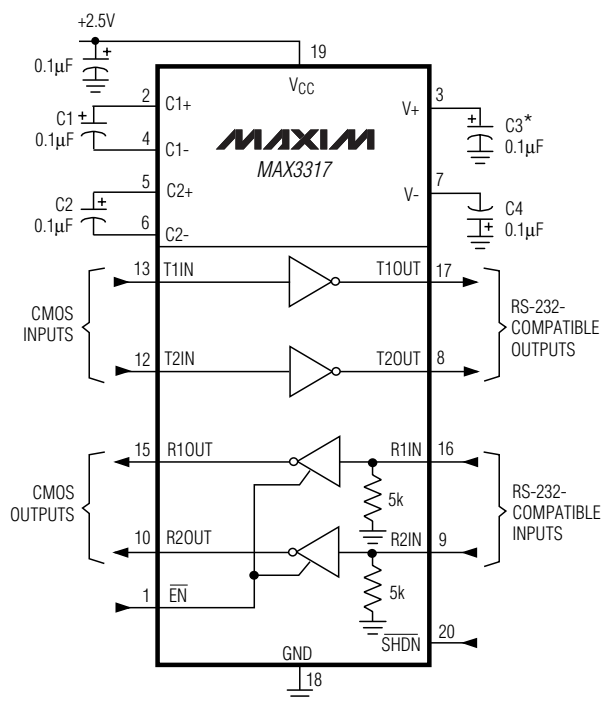 +2.5V
0.1µF
19
VCC
2 C1+
C1
0.1µF
4 C1-
5 C2+
C2
0.1µF
6 C2-
MAXIM
MAX3317
V+ 3
C3*
0.1µF
V- 7
C4
0.1µF
CMOS
INPUTS
13 T1IN
T1OUT 17
12 T2IN
T2OUT 8
RS-232-
COMPATIBLE
OUTPUTS
CMOS
OUTPUTS
15 R1OUT
R1IN 16
5k
10 R2OUT
R2IN 9
5k
RS-232-
COMPATIBLE
INPUTS
1 EN
SHDN 20
GND
18